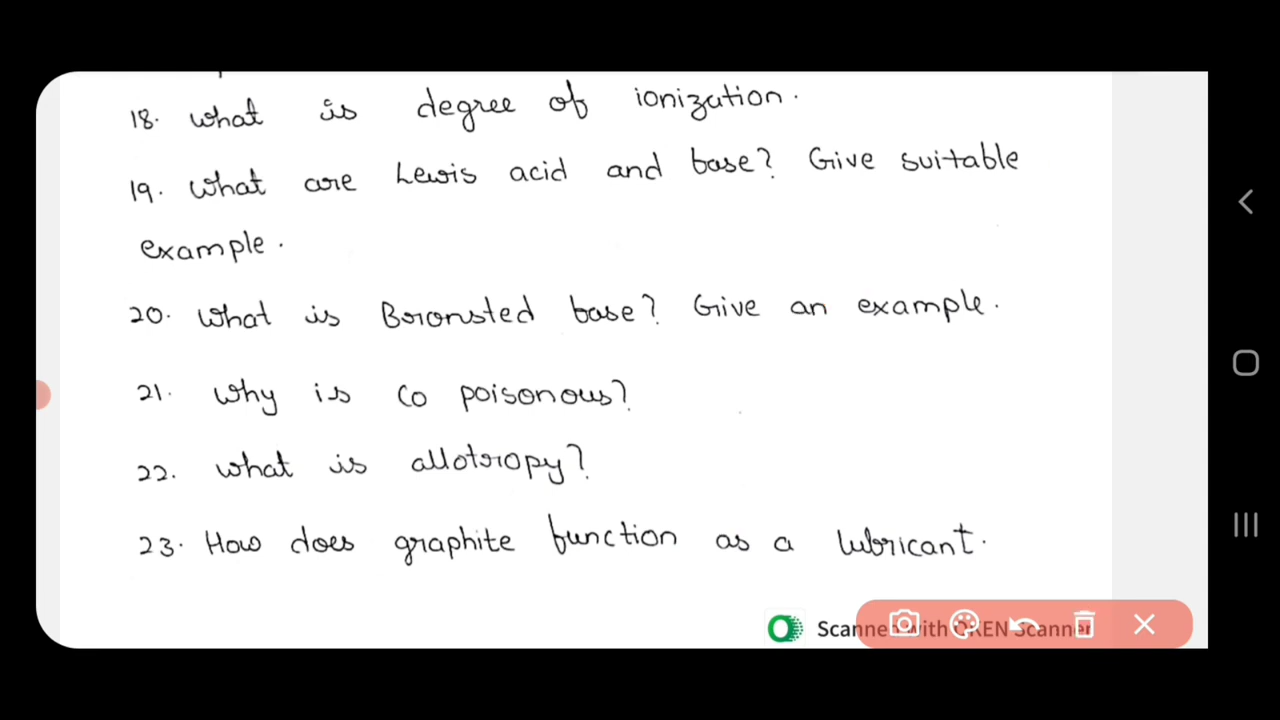 18. what is degree of ionization.
19. What are Lewis acid and base? Give suitable
example.
20. What is Bronsted base? Give an example.
21. Why is CO poisonous?
22. what is allotropy?
23. How does graphite function as a lubricant.
Scanned with OKEN Scanner